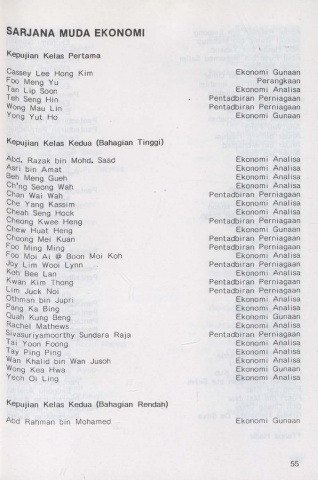 SARJANA MUDA EKONOMI
Kepujian Kelas Pertama
Cassey Lee Hong Kim Ekonomi Gunaan
Foo Meng Yu Perangkaan
Tan Lip Soon Ekonomi Analisa
Teh Seng Hin Pentadbiran Perniagaan
Wong Mau Lin Pentadbiran Perniagaan
Yong Yut Ho Ekonomi Gunaan
Kepujian Kelas Kedua (Bahagian Tinggi)
Abd. Razak bin Mohd. Saad Ekonomi Analisa
Asri bin Amat Ekonomi Analisa
Beh Meng Gueh Ekonomi Analisa
Ch'ng Seong Wah Ekonomi Analisa
Chan Wai Wah Pentadbiran Perniagaan
Che Yang Kassim Ekonomi Analisa
Cheah Seng Hock Ekonomi Analisa
Cheong Kwee Heng Pentadbiran Perniagaan
Chew Huat Heng Ekonomi Gunaan
Choong Mei Kuan Pentadbiran Perniagaan
Foo Ming Ming Pentadbiran Perniagaan
Foo Moi Ai @ Boon Moi Koh Ekonomi Analisa
Joy Lim Wooi Lynn Pentadbiran Perniagaan
Koh Bee Lan Ekonomi Analisa
Kwan Kim Thong Pentadbiran Perniagaan
Lim Juck Noi Pentadbiran Perniagaan
Othman bin Jupri Ekonomi Analisa
Pang Ka Bing Ekonomi Analisa
Quah Kung Beng Ekonomi Gunaan
Rachel Mathews Ekonomi Analisa
Sivasuriyamoorthy Sundara Raja Pentadbiran Perniagaan
Tai Yoon Foong Ekonomi Gunaan
Tay Ping Ping Ekonomi Analisa
Wan Khalid bin Wan Jusoh Ekonomi Analisa
Wong Kea Hwa Ekonomi Gunaan
Yeoh Oi Ling Ekonomi Analisa
Kepujian Kelas Kedua (Bahagian Rendah)
Abd Rahman bin Mohamed Ekonomi Gunaan
55